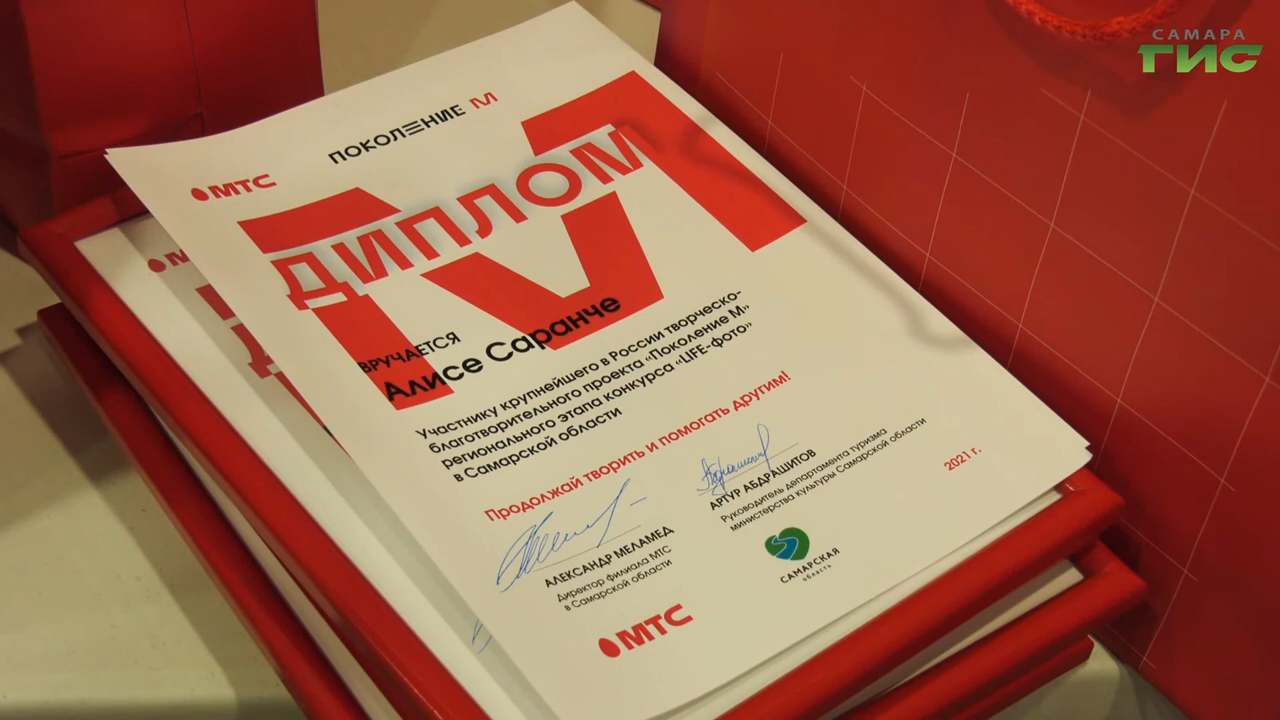 САМАРА
ГИС
ПОКОЛЕНИЕ М
МТС
ДИПЛОМ
ВРУЧАЕТСЯ
Алисе Саранче
Участнику крупнейшего в России творческо-
благотворительного проекта «Поколение М»
регионального этапа конкурса «LIFE-фото»
в Самарской области
Продолжай творить и помогать другим!
АЛЕКСАНДР МЕЛАМЕД
Директор филиала МТС
в Самарской области
АРТУР АБДРАШИТОВ
Руководитель департамента туризма
министерства культуры Самарской области
2021 г.
САМАРСКАЯ
область
МТС